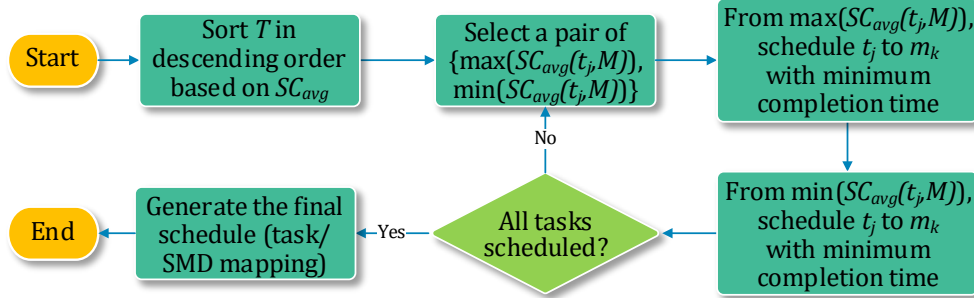 Start
Sort T in
descending order
based on SCavg
Select a pair of
{max(SCavg(tj,M)),
min(SCavg(tj,M))}
From max(SCavg(tj,M)),
schedule tj to mk
with minimum
completion time
From min(SCavg(tj,M)),
schedule tj to mk
with minimum
completion time
All tasks
scheduled?
No
Yes
Generate the final
schedule (task/
SMD mapping)
End